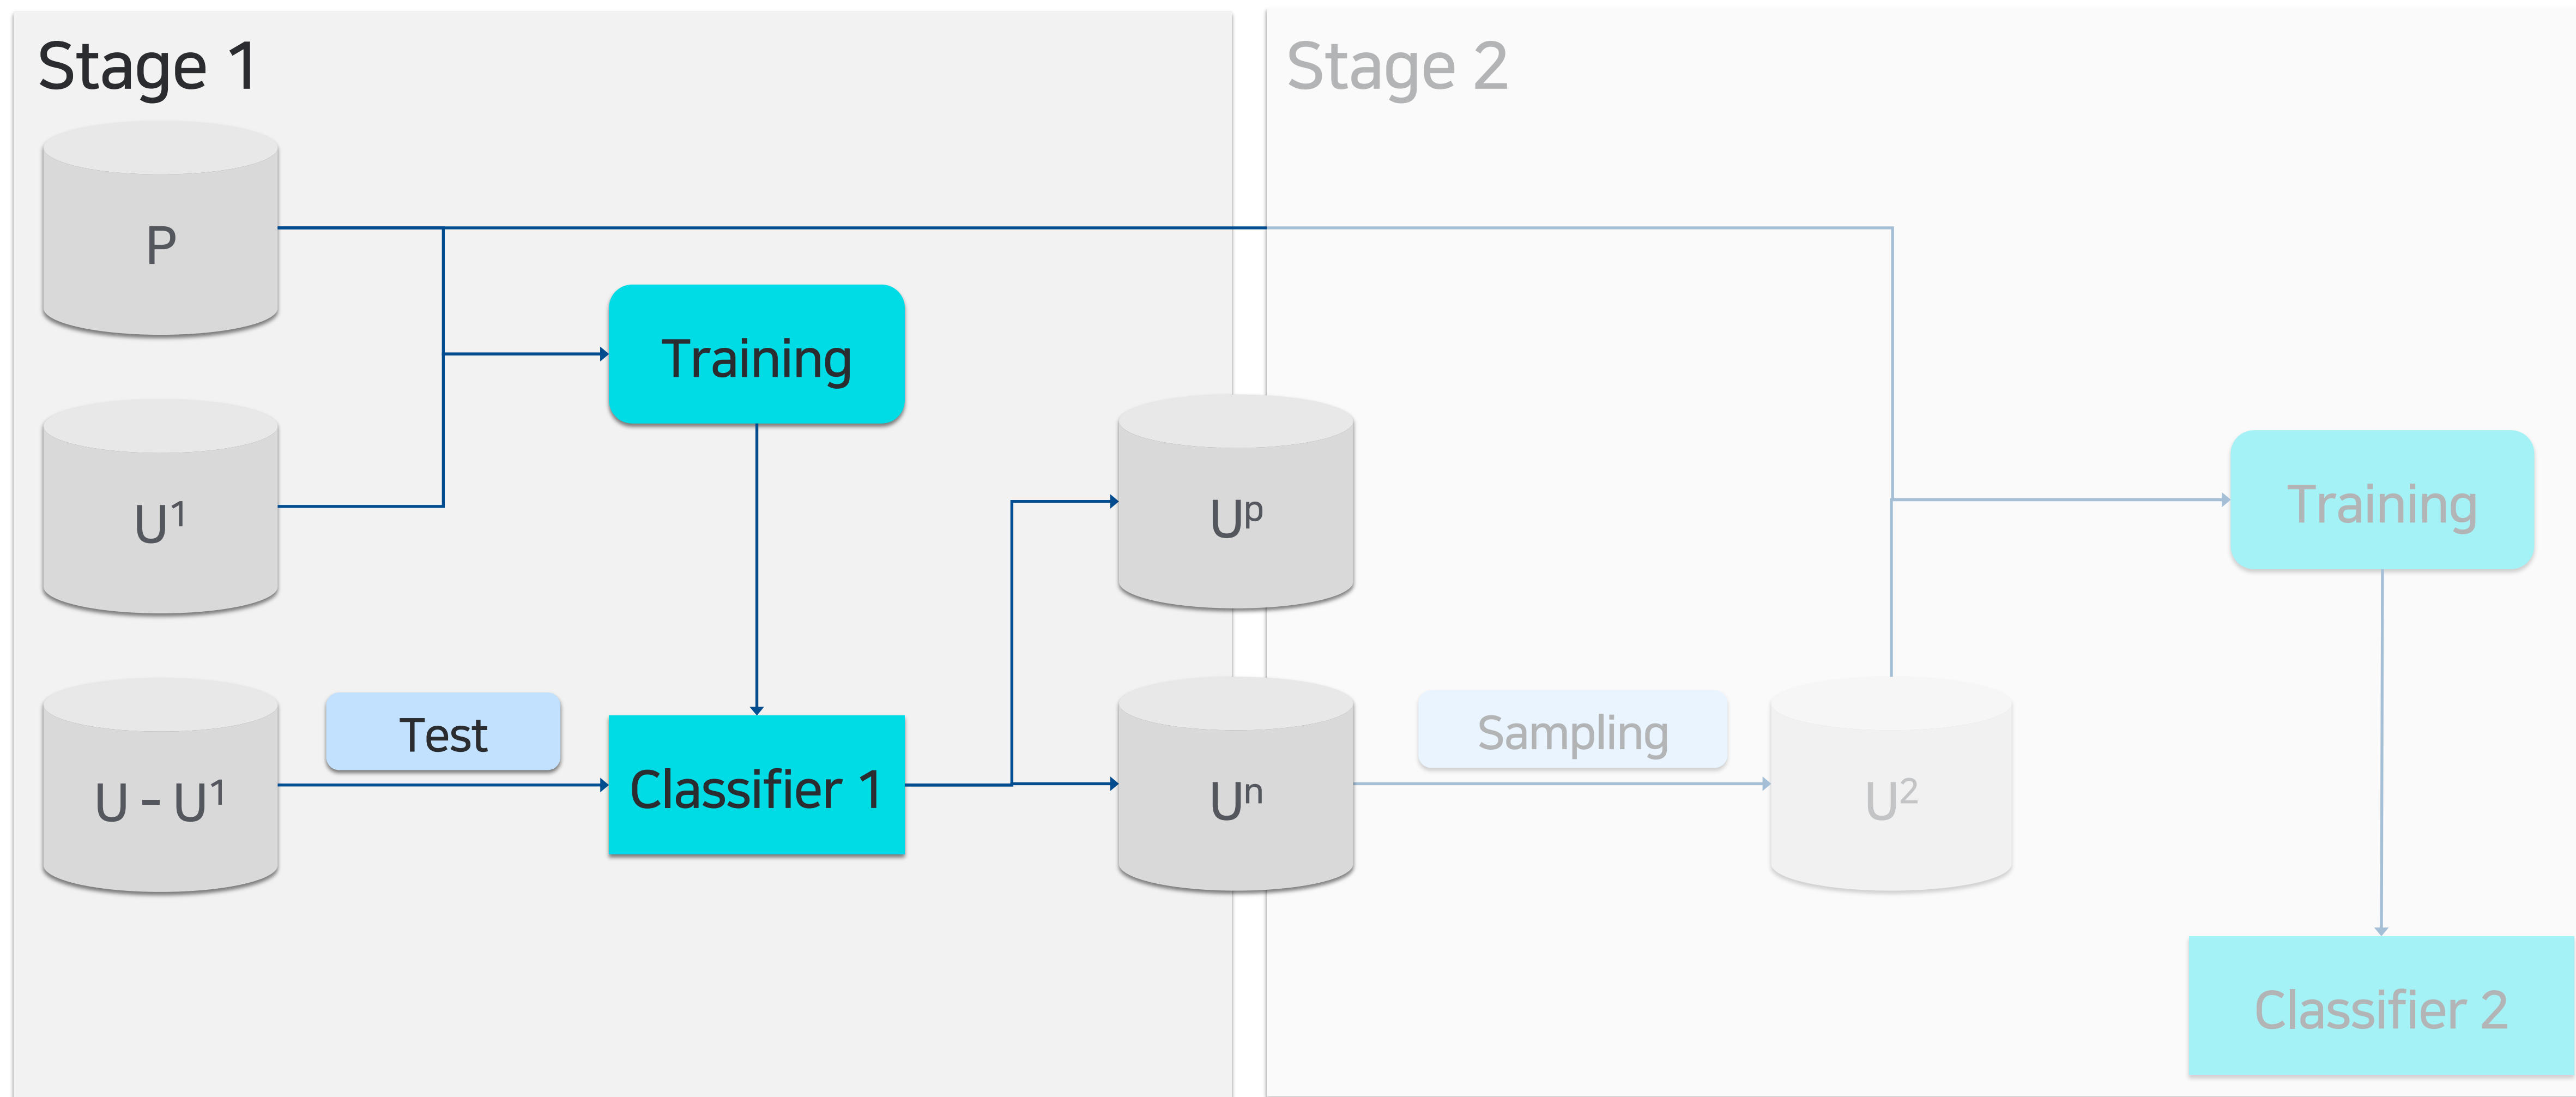 Stage 1
P
Training
U¹
Test
U - U¹
Classifier 1
Uᵖ
Uⁿ
Stage 2
Sampling
U²
Training
Classifier 2